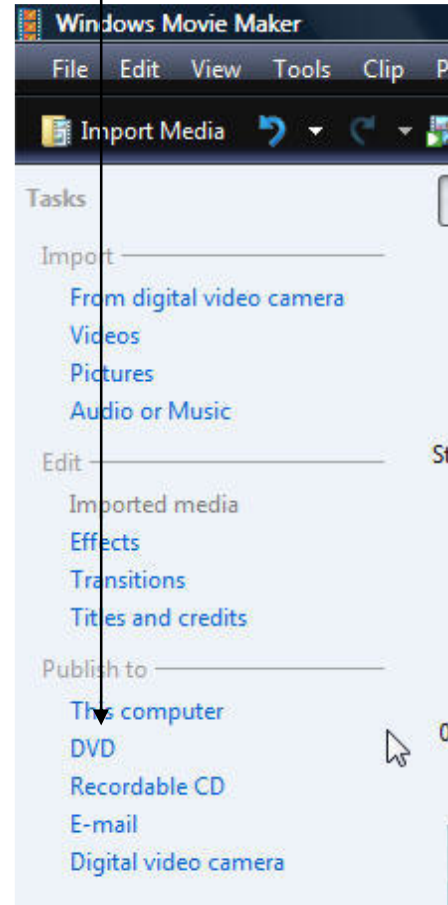 Windows Movie Maker
File Edit View Tools Clip P
Import Media
Tasks
Import
From digital video camera
Videos
Pictures
Audio or Music
Edit
St
Imported media
Effects
Transitions
Titles and credits
Publish to
This computer
DVD
Recordable CD
E-mail
Digital video camera